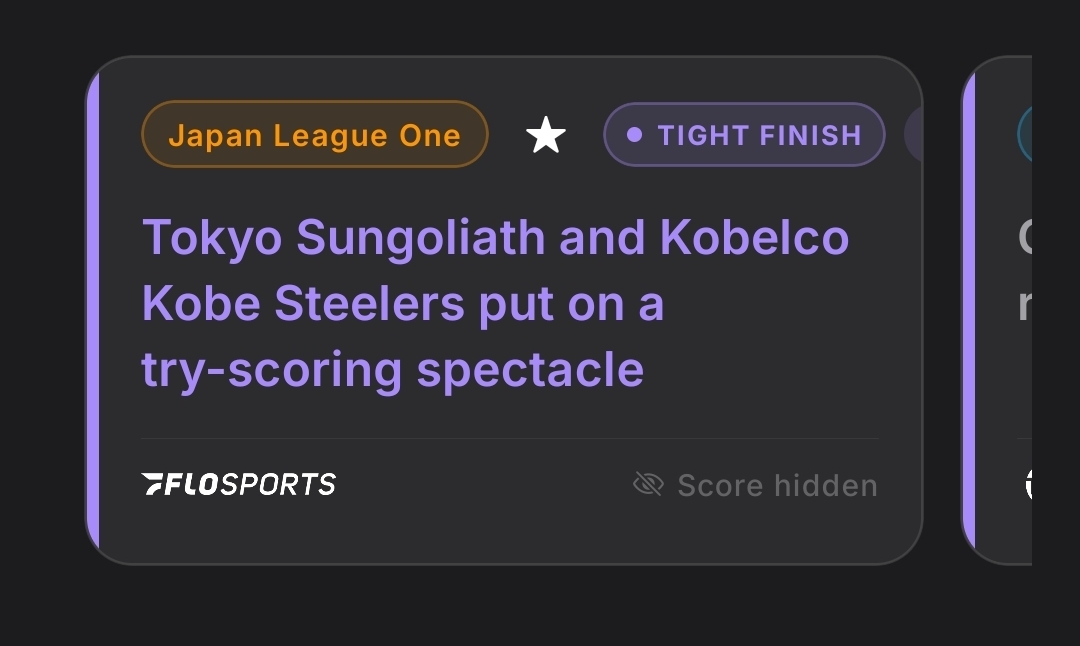 Japan League One
TIGHT FINISH
Tokyo Sungoliath and Kobelco
Kobe Steelers put on a
try-scoring spectacle
FLOSPORTS
Score hidden